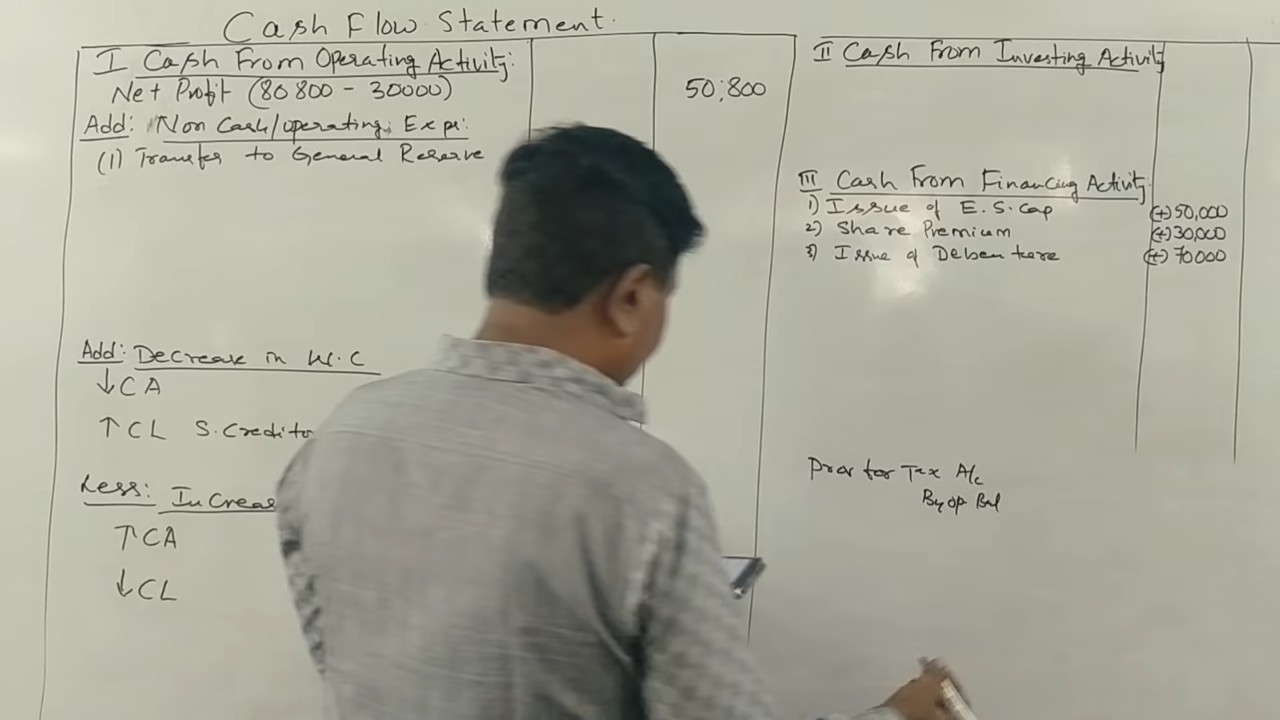 Cash Flow Statement.
I Cash From Operating Activity:
Net Profit (80800 - 30000) 50,800
Add: Non Cash/operating Exp:
(1) Transfer to General Reserve
Add: Decrease in W.C
↓CA
↑CL S.Credito
Less: Increas
↑CA
↓CL
II Cash From Investing Activity
III Cash From Financing Activity
1) Issue of E.S.Cap (+)50,000
2) Share Premium (+)30,000
3) Issue of Debenture (+)70000
Prov for Tax A/c
By op Bal